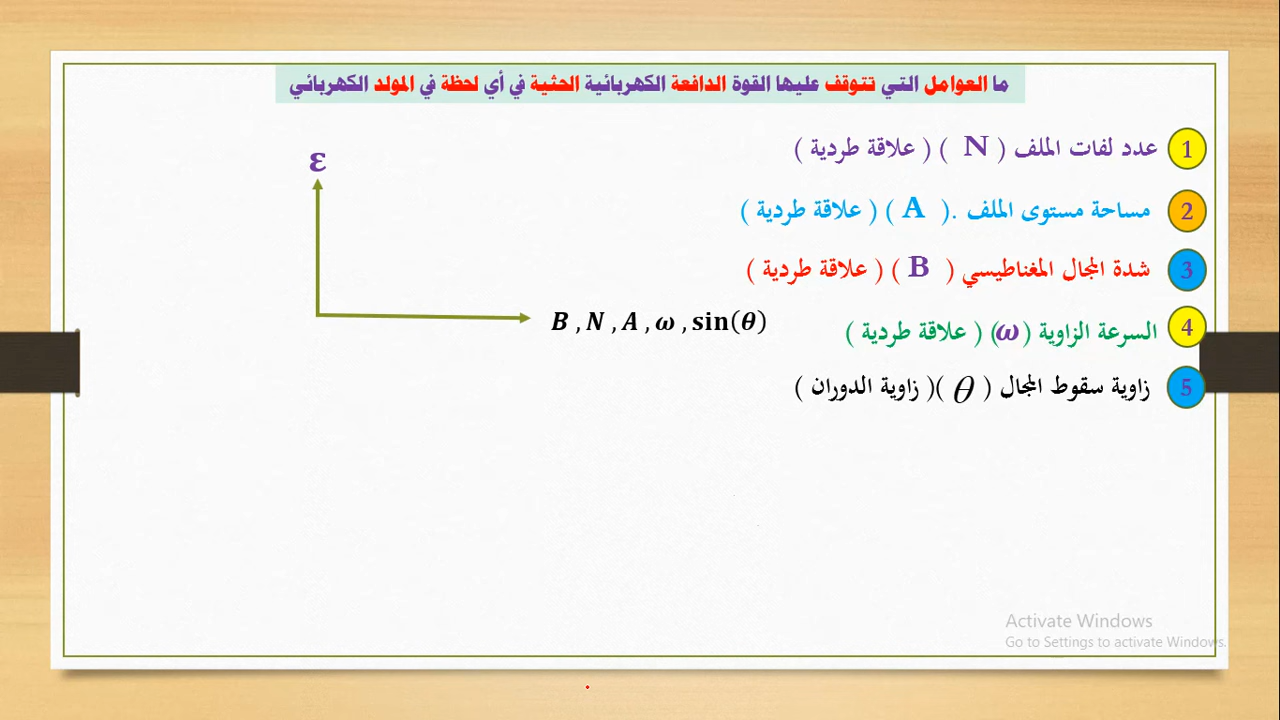 ما العوامل التي تتوقف عليها القوة الدافعة الكهربائية الحثية في أي لحظة في المولد الكهربائي
1 عدد لفات الملف ( N ) ( علاقة طردية )
2 مساحة مستوى الملف . ( A ) ( علاقة طردية )
3 شدة المجال المغناطيسي ( B ) ( علاقة طردية )
4 السرعة الزاوية (ω) ( علاقة طردية )
5 زاوية سقوط المجال ( θ )( زاوية الدوران )
ε
B , N , A , ω , sin(θ)
Activate Windows
Go to Settings to activate Windows.